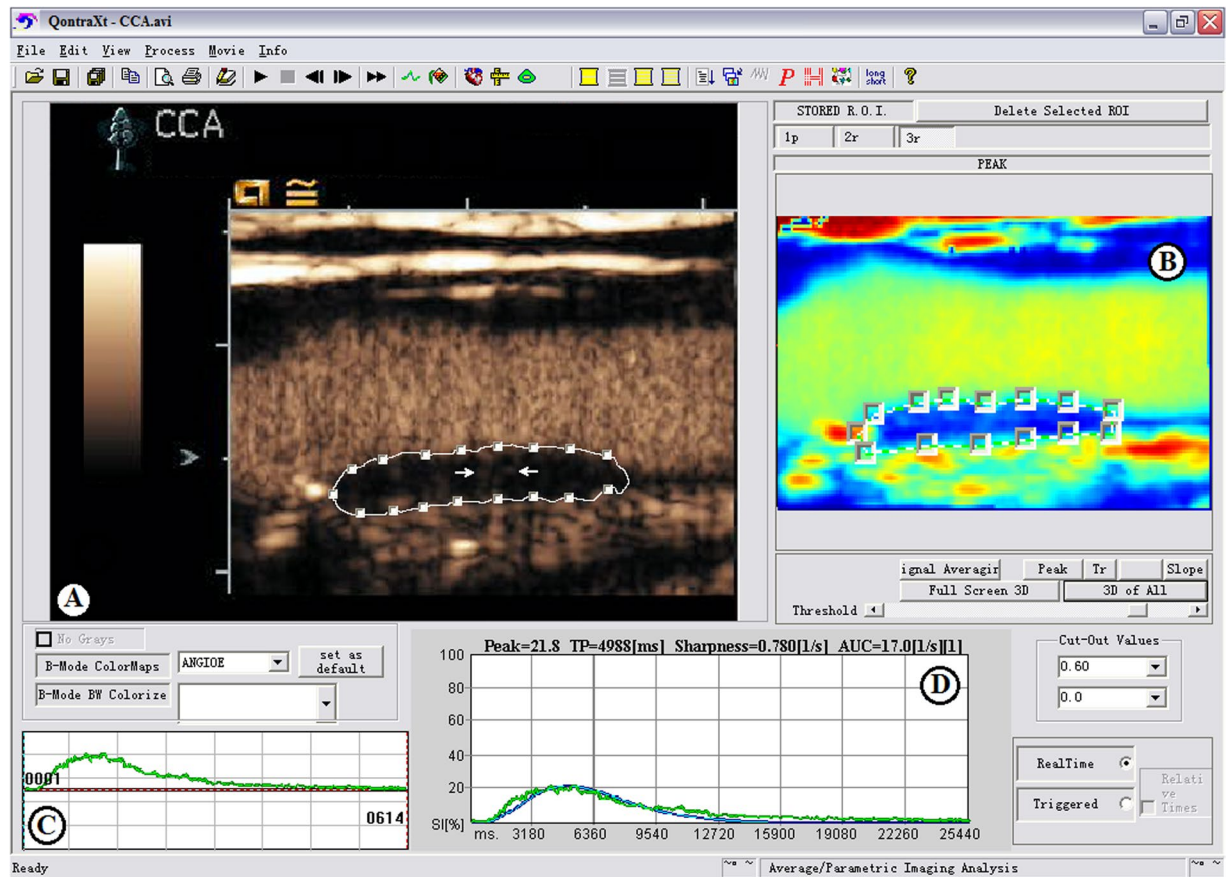 QontraXt - CCA.avi
File Edit View Process Movie Info
P long short ?
CCA
A
STORED R.O.I. Delete Selected ROI
1p 2r 3r
PEAK
B
ignal Averagir Peak Tr Slope
Full Screen 3D 3D of All
Threshold
No Grays
B-Mode ColorMaps ANGIOE set as default
B-Mode BW Colorize
0001
0614
C
Peak=21.8 TP=4988[ms] Sharpness=0.780[1/s] AUC=17.0[1/s][1]
100
80
60
40
20
SI[%] ms. 3180 6360 9540 12720 15900 19080 22260 25440
D
Cut-Out Values
0.60
0.0
RealTime
Triggered
Relati
ve
Times
Ready Average/Parametric Imaging Analysis